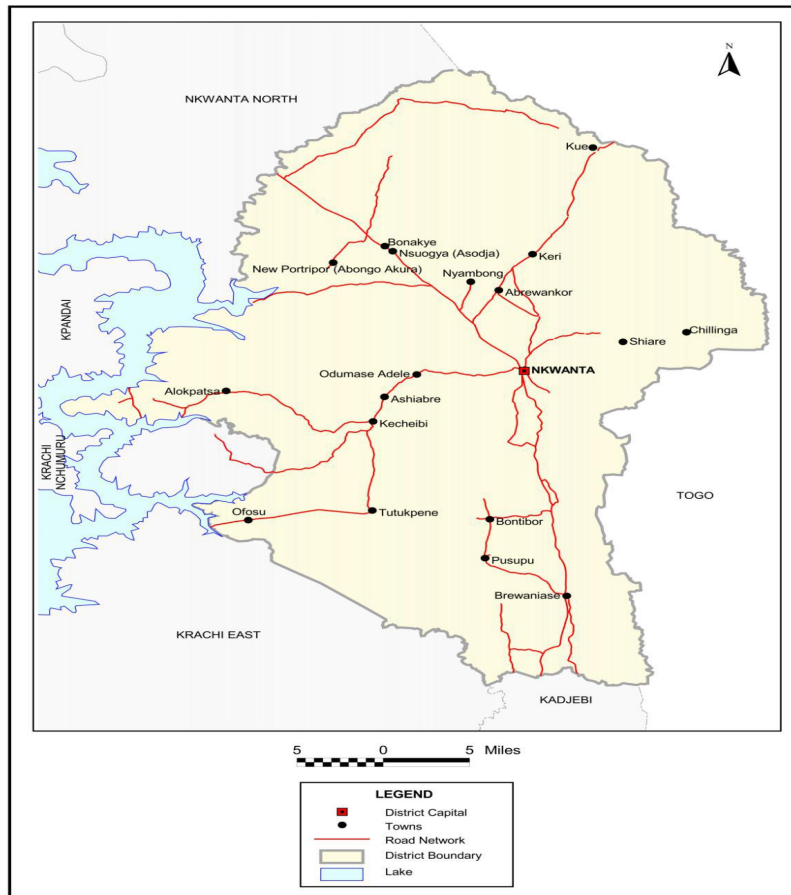 N
NKWANTA NORTH
Kue
Bonakye
Nsuogya (Asodja)
Keri
New Portripor (Abongo Akura)
Nyambong
Abrewankor
KPANDAI
Chillinga
Shiare
Odumase Adele
NKWANTA
Alokpatsa
Ashiabre
Kecheibi
KRACHI
NCHUMURU
TOGO
Ofosu
Tutukpene
Bontibor
Pusupu
Brewaniase
KRACHI EAST
KADJEBI
5 0 5 Miles
LEGEND
District Capital
Towns
Road Network
District Boundary
Lake